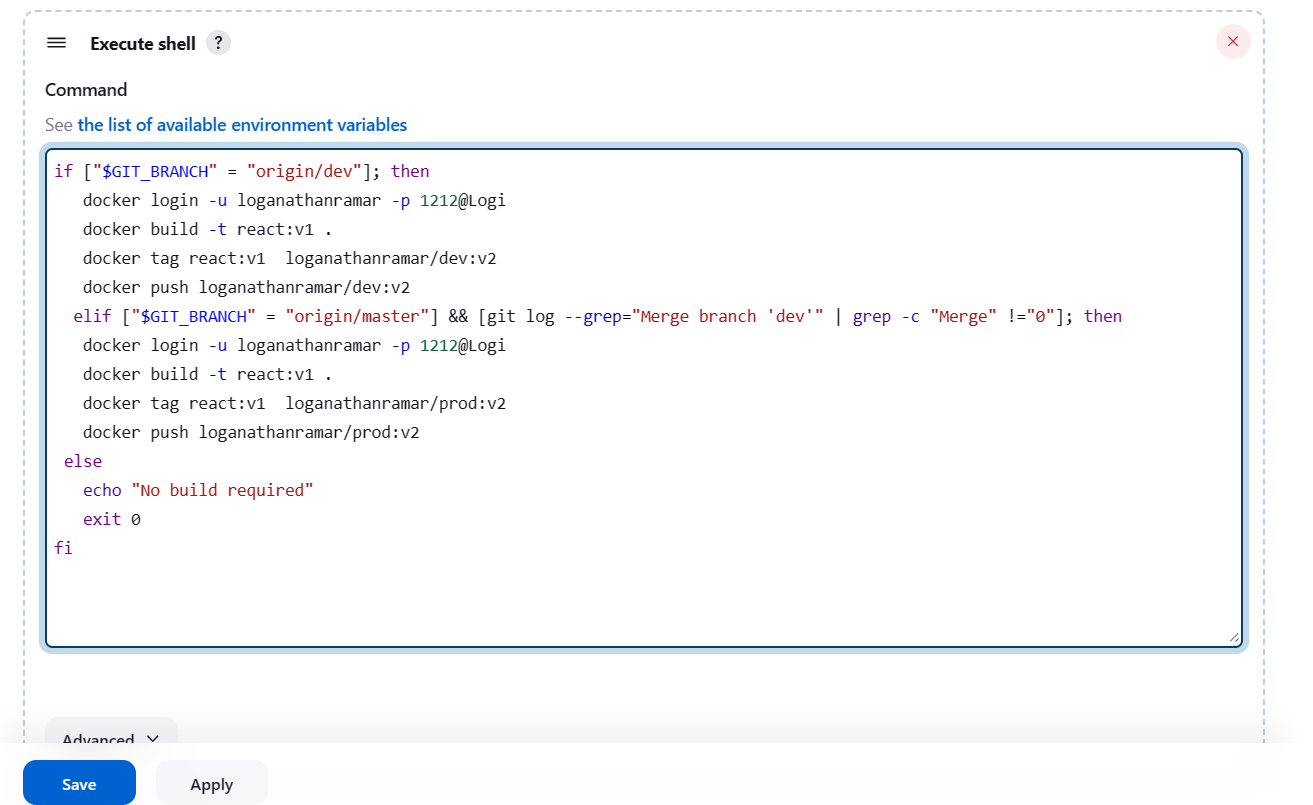 Execute shell ?
Command
See the list of available environment variables
if ["$GIT_BRANCH" = "origin/dev"]; then
docker login -u loganathanramar -p 1212@Logi
docker build -t react:v1 .
docker tag react:v1  loganathanramar/dev:v2
docker push loganathanramar/dev:v2
elif ["$GIT_BRANCH" = "origin/master"] && [git log --grep="Merge branch 'dev'" | grep -c "Merge" !="0"]; then
docker login -u loganathanramar -p 1212@Logi
docker build -t react:v1 .
docker tag react:v1  loganathanramar/prod:v2
docker push loganathanramar/prod:v2
else
echo "No build required"
exit 0
fi
Advanced
Save Apply